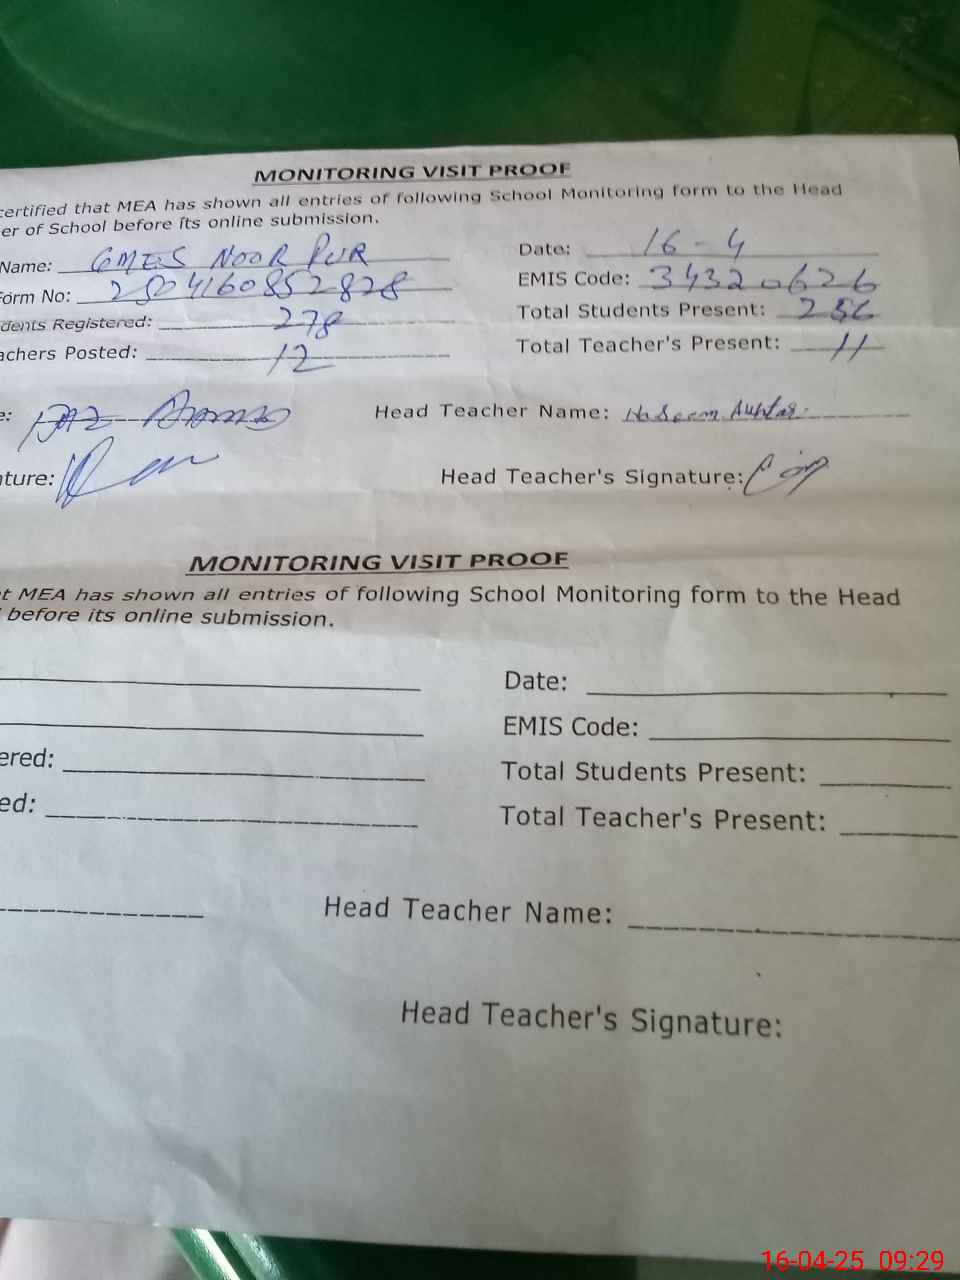 MONITORING VISIT PROOF
certified that MEA has shown all entries of following School Monitoring form to the Head
er of School before its online submission.
Name: GMES NOOR PUR Date: 16-4
Form No: 2504160852828 EMIS Code: 34320626
dents Registered: 278 Total Students Present: 256
achers Posted: 12 Total Teacher's Present: 11
e: Head Teacher Name: Naseem Akhtar
ature: Head Teacher's Signature:
MONITORING VISIT PROOF
t MEA has shown all entries of following School Monitoring form to the Head
before its online submission.
Date:
EMIS Code:
ered: Total Students Present:
ed: Total Teacher's Present:
Head Teacher Name:
Head Teacher's Signature:
16-04-25 09:29